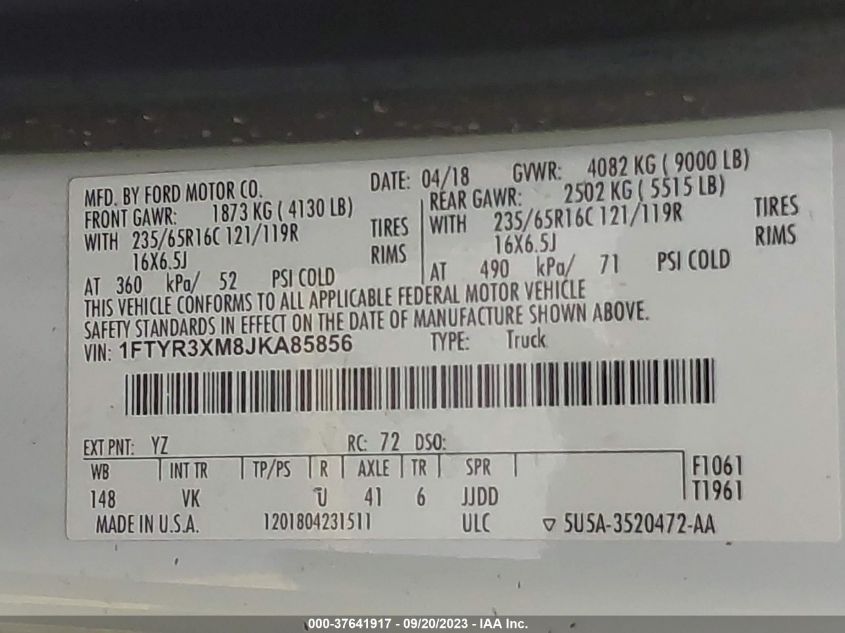 MFD. BY FORD MOTOR CO. DATE: 04/18 GVWR: 4082 KG ( 9000 LB)
FRONT GAWR: 1873 KG ( 4130 LB) REAR GAWR: 2502 KG ( 5515 LB)
WITH 235/65R16C 121/119R TIRES WITH 235/65R16C 121/119R TIRES
16X6.5J RIMS 16X6.5J RIMS
AT 360 kPa/ 52 PSI COLD AT 490 kPa/ 71 PSI COLD
THIS VEHICLE CONFORMS TO ALL APPLICABLE FEDERAL MOTOR VEHICLE
SAFETY STANDARDS IN EFFECT ON THE DATE OF MANUFACTURE SHOWN ABOVE.
VIN: 1FTYR3XM8JKA85856 TYPE: Truck
EXT PNT: YZ RC: 72 DSO:
WB INT TR TP/PS R AXLE TR SPR F1061
148 VK U 41 6 JJDD T1961
MADE IN U.S.A. 1201804231511 ULC ▽ 5U5A-3520472-AA
000-37641917 - 09/20/2023 - IAA Inc.